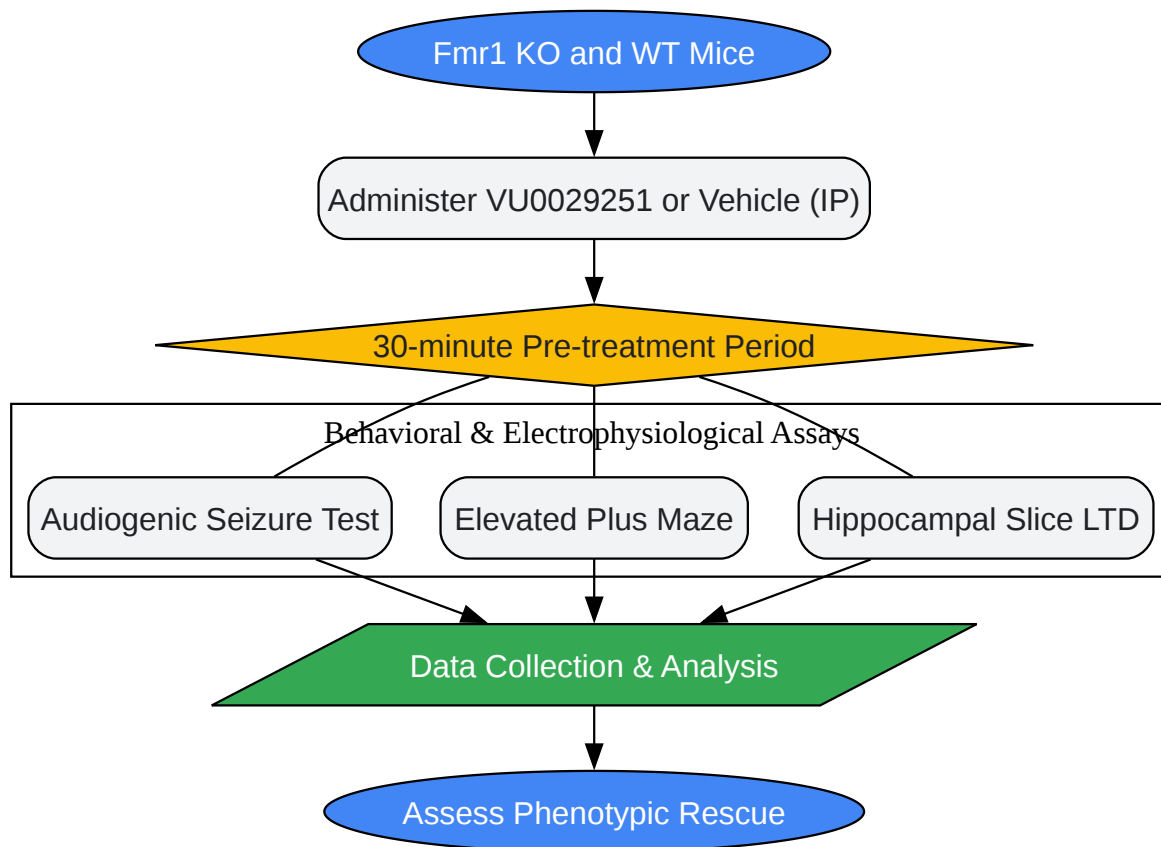 Fmr1 KO and WT Mice
Administer VU0029251 or Vehicle (IP)
30-minute Pre-treatment Period
Behavioral & Electrophysiological Assays
Audiogenic Seizure Test
Elevated Plus Maze
Hippocampal Slice LTD
Data Collection & Analysis
Assess Phenotypic Rescue